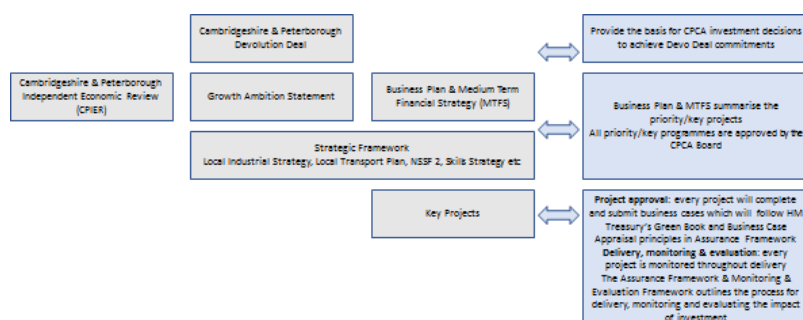 Cambridgeshire & Peterborough
Devolution Deal
Provide the basis for CPCA investment decisions
to achieve Devo Deal commitments
Cambridgeshire & Peterborough
Independent Economic Review
(CPIER)
Growth Ambition Statement
Business Plan & Medium Term
Financial Strategy (MTFS)
Business Plan & MTFS summarise the
priority/key projects
All priority/key programmes are approved by the
CPCA Board
Strategic Framework
Local Industrial Strategy, Local Transport Plan, NSSF 2, Skills Strategy etc
Key Projects
Project approval: every project will complete
and submit business cases which will follow HM
Treasury's Green Book and Business Case
Appraisal principles in Assurance Framework
Delivery, monitoring & evaluation: every
project is monitored throughout delivery
The Assurance Framework & Monitoring &
Evaluation Framework outlines the process for
delivery, monitoring and evaluating the impact
of investment